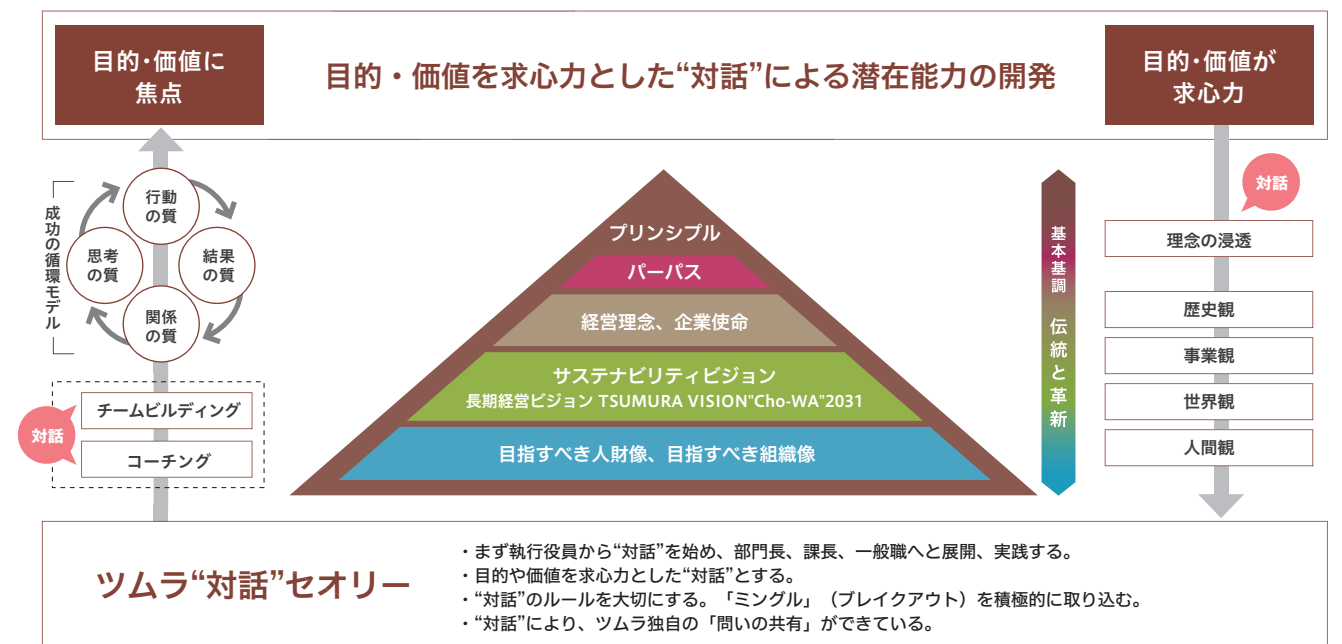 目的・価値に
焦点
目的・価値を求心力とした“対話”による潜在能力の開発
目的・価値が
求心力
成功の循環モデル
行動
の質
思考
の質
結果
の質
関係
の質
対話
チームビルディング
コーチング
プリンシプル
パーパス
経営理念、企業使命
サステナビリティビジョン
長期経営ビジョン TSUMURA VISION"Cho-WA"2031
目指すべき人財像、目指すべき組織像
基本基調 伝統と革新
対話
理念の浸透
歴史観
事業観
世界観
人間観
ツムラ“対話”セオリー
・まず執行役員から“対話”を始め、部門長、課長、一般職へと展開、実践する。
・目的や価値を求心力とした“対話”とする。
・“対話”のルールを大切にする。「ミングル」（ブレイクアウト）を積極的に取り込む。
・“対話”により、ツムラ独自の「問いの共有」ができている。